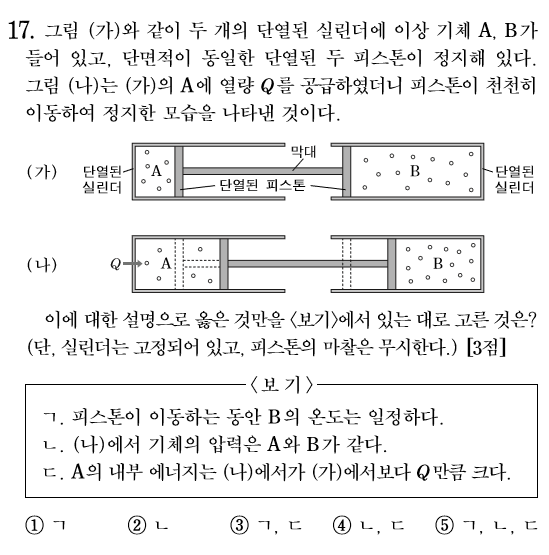 17. 그림 (가)와 같이 두 개의 단열된 실린더에 이상 기체 A, B가
들어 있고, 단면적이 동일한 단열된 두 피스톤이 정지해 있다.
그림 (나)는 (가)의 A에 열량 Q를 공급하였더니 피스톤이 천천히
이동하여 정지한 모습을 나타낸 것이다.
(가) 단열된 실린더 A 단열된 피스톤 막대 B 단열된 실린더
(나) Q A B
이에 대한 설명으로 옳은 것만을 <보기>에서 있는 대로 고른 것은?
(단, 실린더는 고정되어 있고, 피스톤의 마찰은 무시한다.) [3점]
<보 기>
ㄱ. 피스톤이 이동하는 동안 B의 온도는 일정하다.
ㄴ. (나)에서 기체의 압력은 A와 B가 같다.
ㄷ. A의 내부 에너지는 (나)에서가 (가)에서보다 Q만큼 크다.
① ㄱ ② ㄴ ③ ㄱ, ㄷ ④ ㄴ, ㄷ ⑤ ㄱ, ㄴ, ㄷ